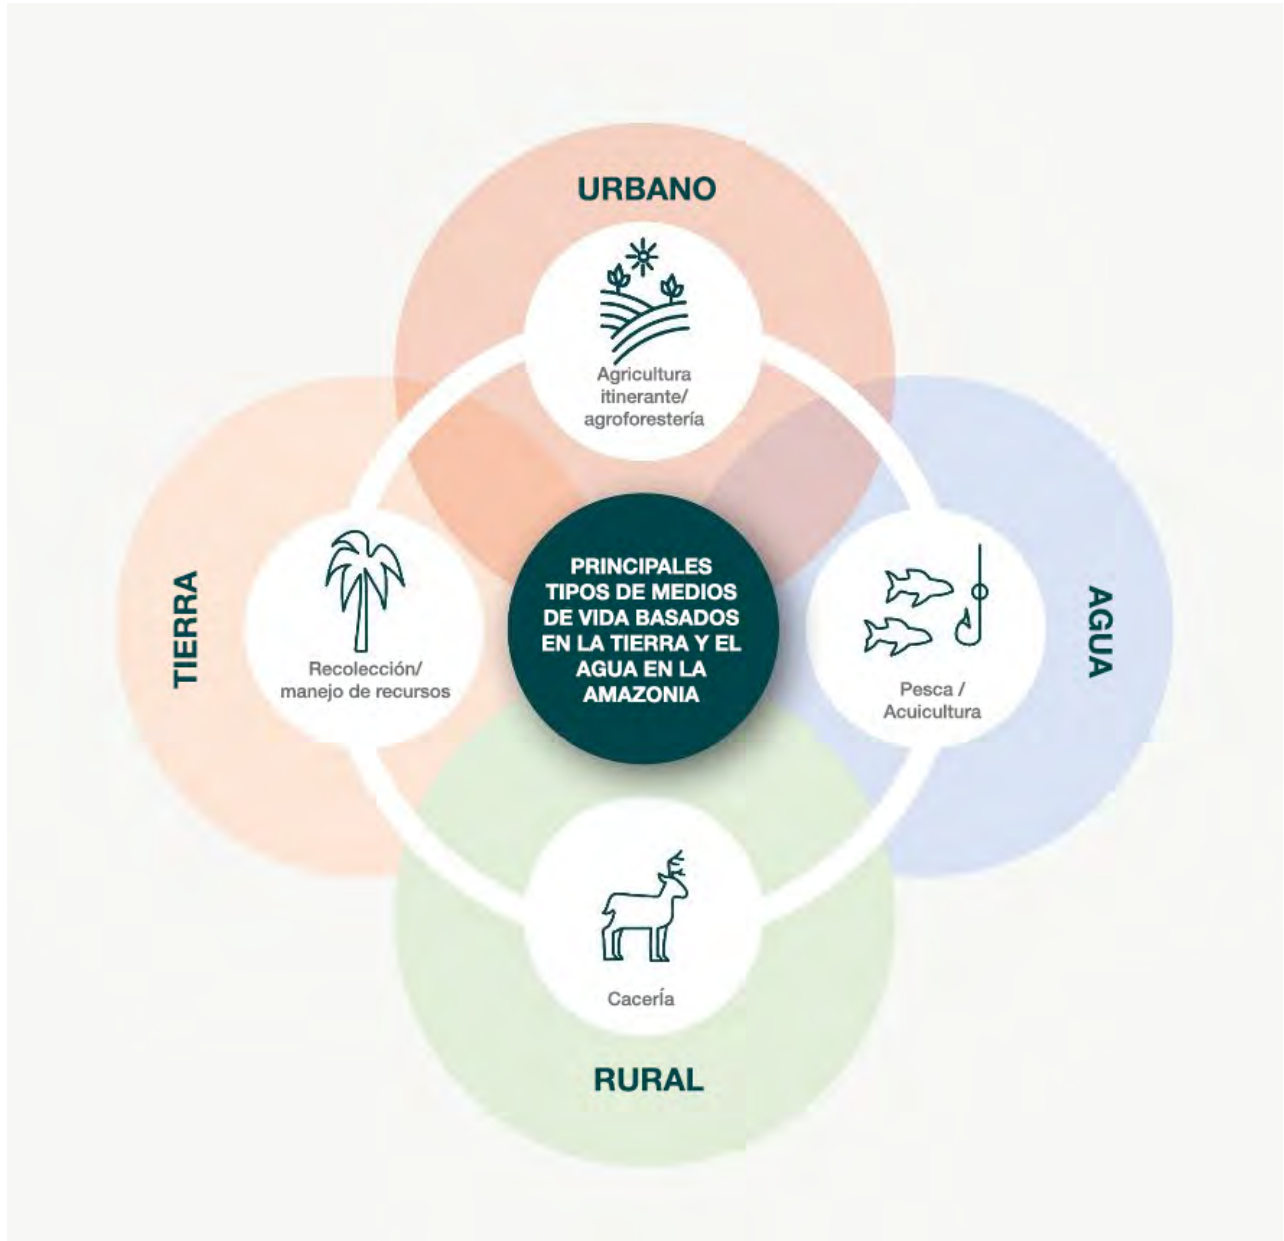 URBANO
Agricultura
itinerante/
agroforestería
TIERRA
Recolección/
manejo de recursos
PRINCIPALES
TIPOS DE MEDIOS
DE VIDA BASADOS
EN LA TIERRA Y EL
AGUA EN LA
AMAZONIA
Pesca /
Acuicultura
AGUA
Cacería
RURAL